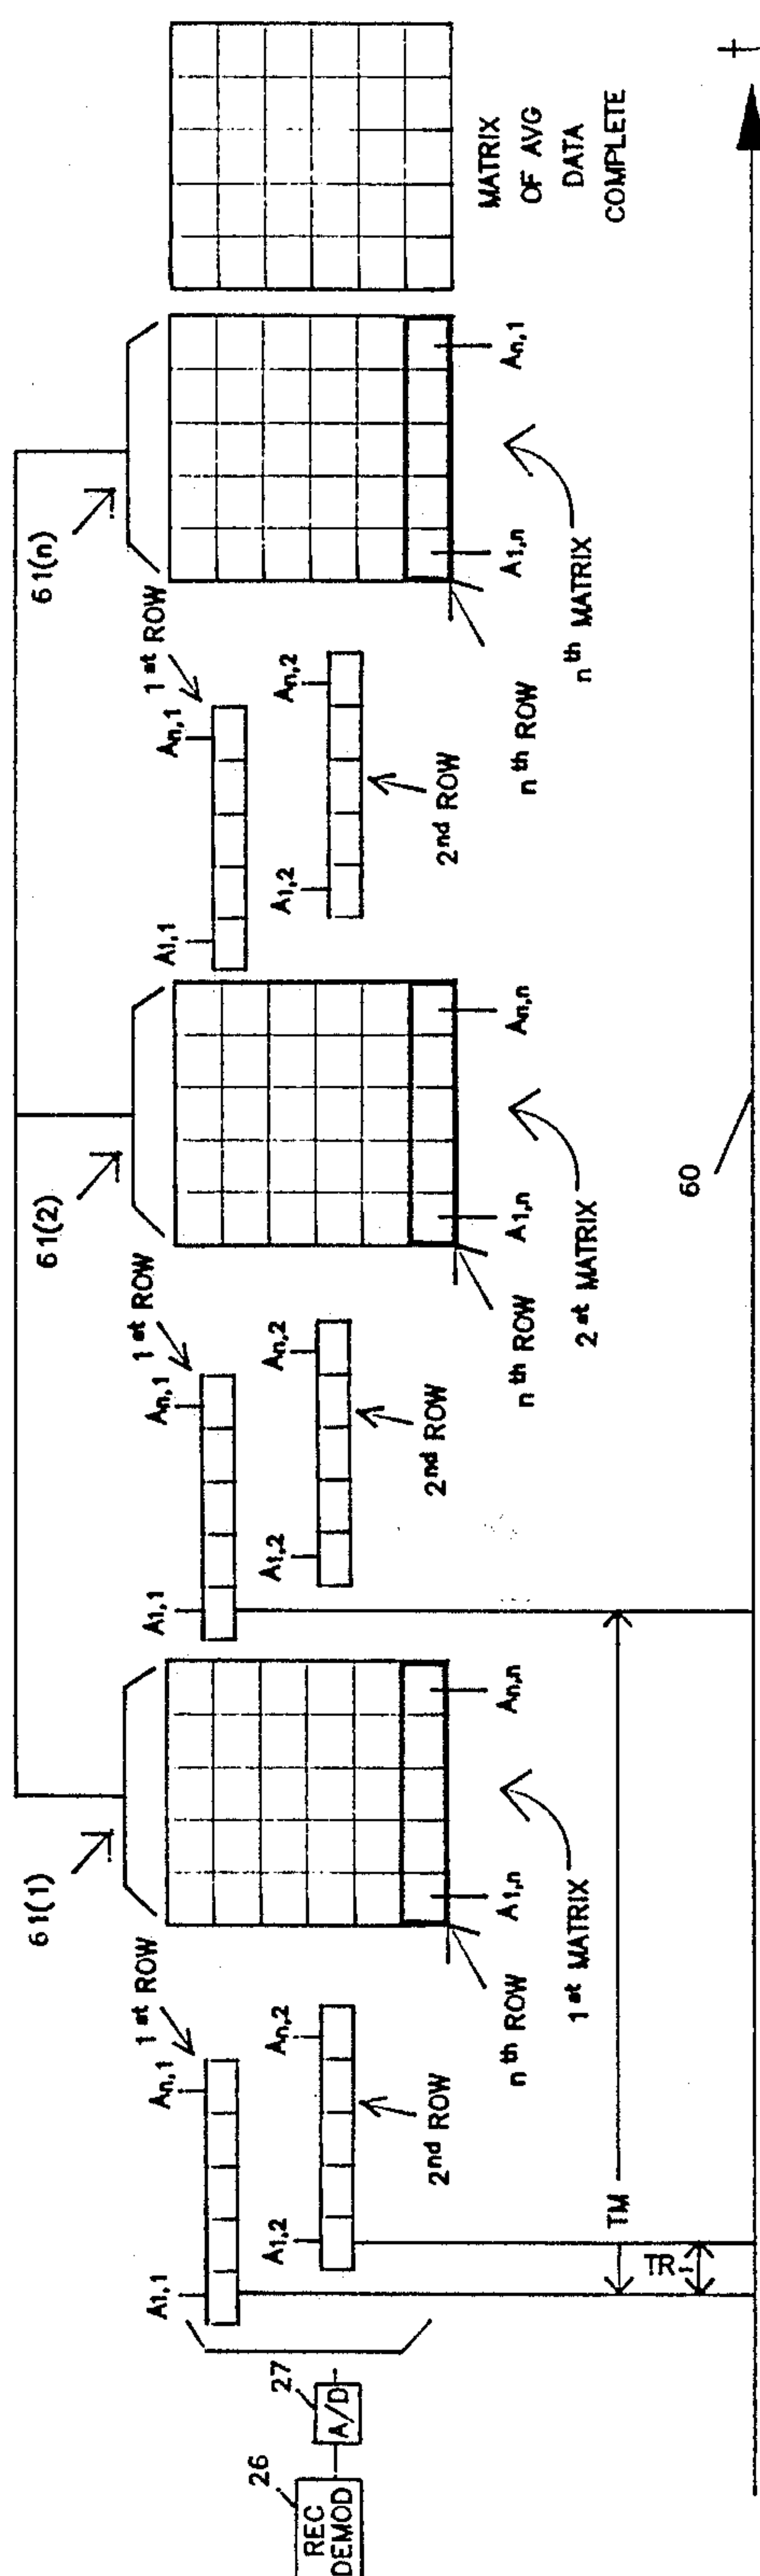 REC
DEMOD
26
A/D
27
A1,1
An,1
1st ROW
A1,2
An,2
2nd ROW
61(1)
nth ROW
A1,n
An,n
1st MATRIX
TM
TR
A1,1
An,1
1st ROW
A1,2
An,2
2nd ROW
61(2)
nth ROW
A1,n
An,n
2st MATRIX
60
A1,1
An,1
1st ROW
A1,2
An,2
2nd ROW
61(n)
nth ROW
A1,n
An,1
nth MATRIX
MATRIX
OF AVG
DATA
COMPLETE
t